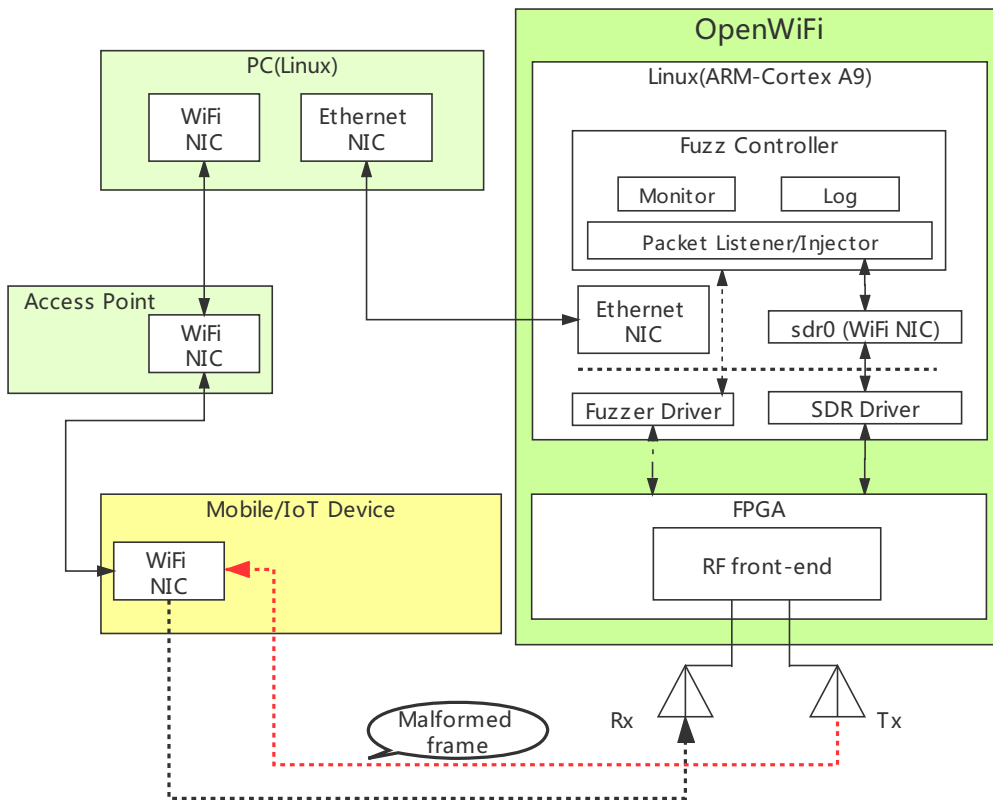 OpenWiFi
PC(Linux)
WiFi
NIC
Ethernet
NIC
Linux(ARM-Cortex A9)
Fuzz Controller
Monitor
Log
Packet Listener/Injector
Access Point
WiFi
NIC
Ethernet
NIC
sdr0 (WiFi NIC)
Fuzzer Driver
SDR Driver
Mobile/IoT Device
WiFi
NIC
FPGA
RF front-end
Malformed
frame
Rx
Tx